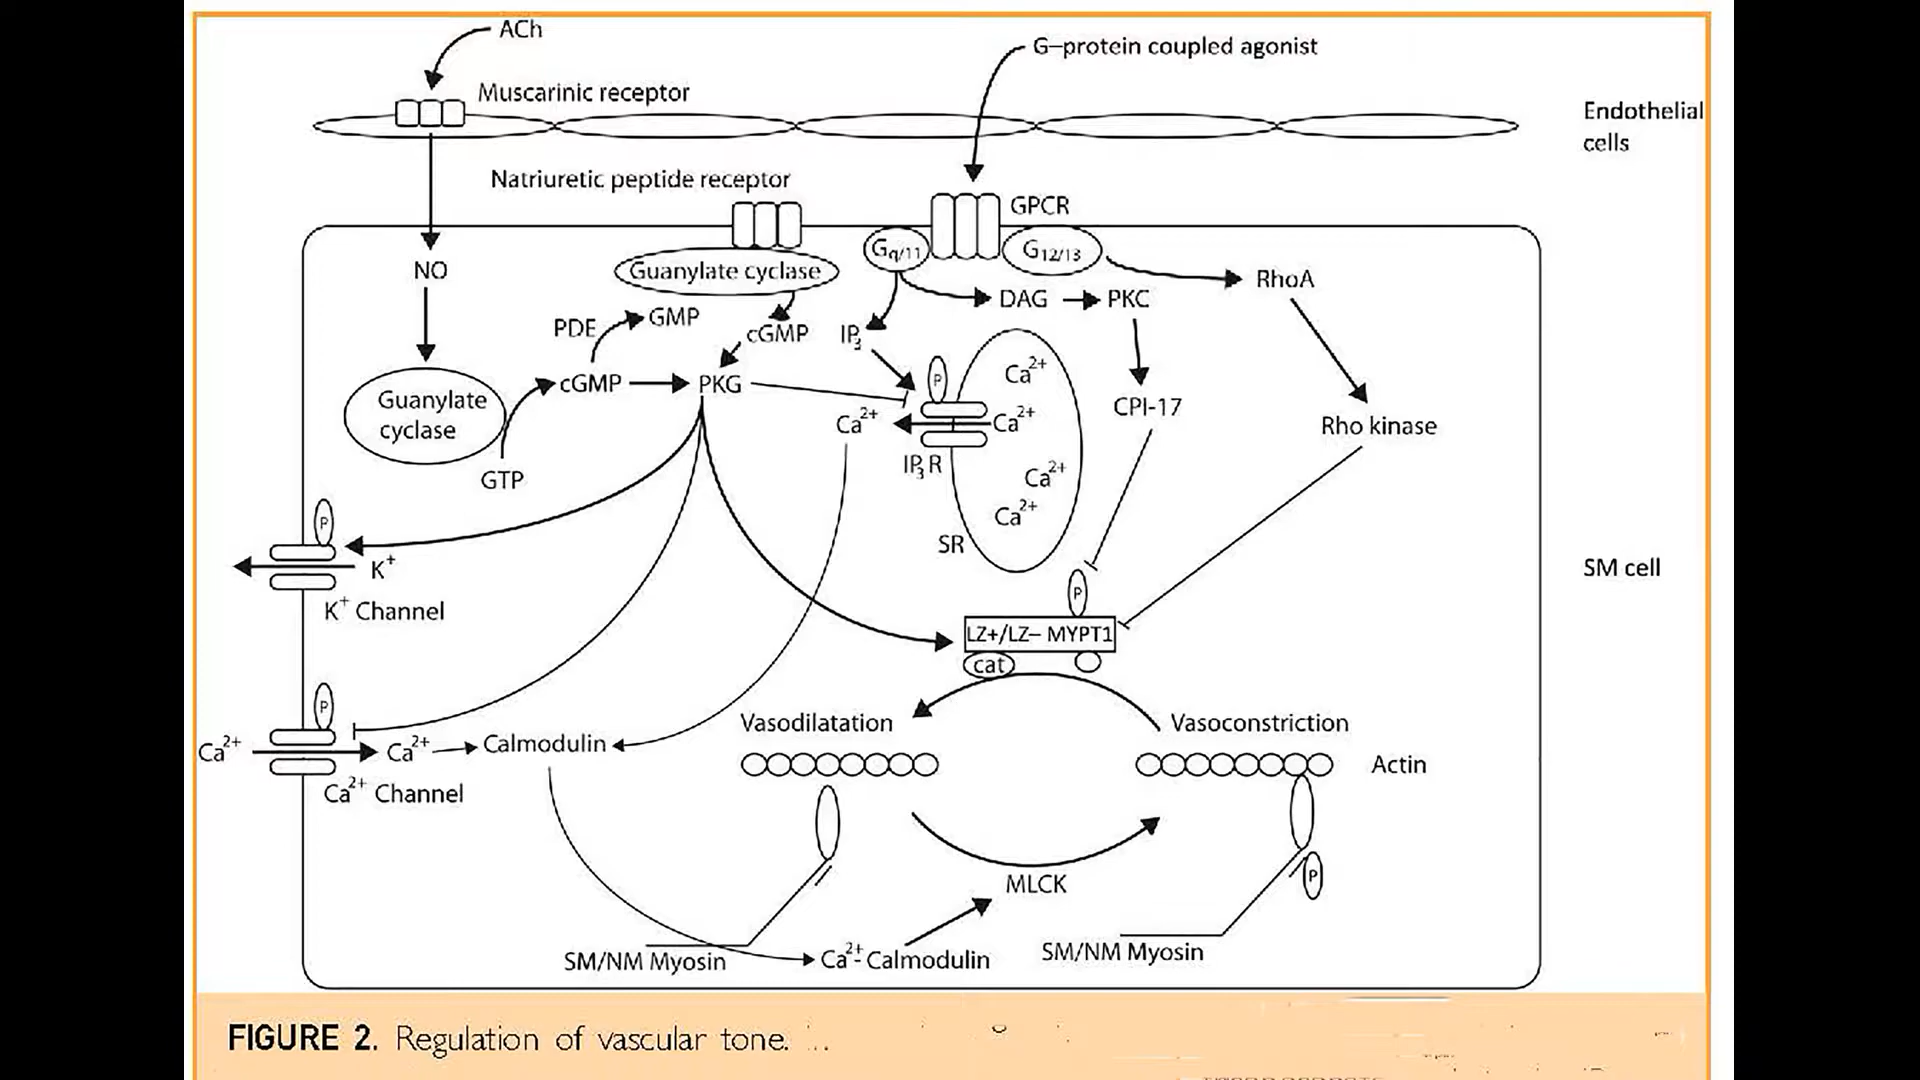 ACh
G–protein coupled agonist
Muscarinic receptor
Endothelial
cells
Natriuretic peptide receptor
GPCR
Gq/11
G12/13
NO
Guanylate cyclase
RhoA
DAG
PKC
PDE
GMP
cGMP
IP3
P
Ca2+
cGMP
PKG
Guanylate
cyclase
Ca2+
Ca2+
CPI-17
Rho kinase
IP3R
GTP
Ca2+
Ca2+
P
SR
K+
SM cell
P
K+ Channel
LZ+/LZ– MYPT1
cat
P
Vasodilatation
Vasoconstriction
Ca2+
Ca2+
Calmodulin
Actin
Ca2+ Channel
MLCK
P
SM/NM Myosin
Ca2+- Calmodulin
SM/NM Myosin
FIGURE 2. Regulation of vascular tone.